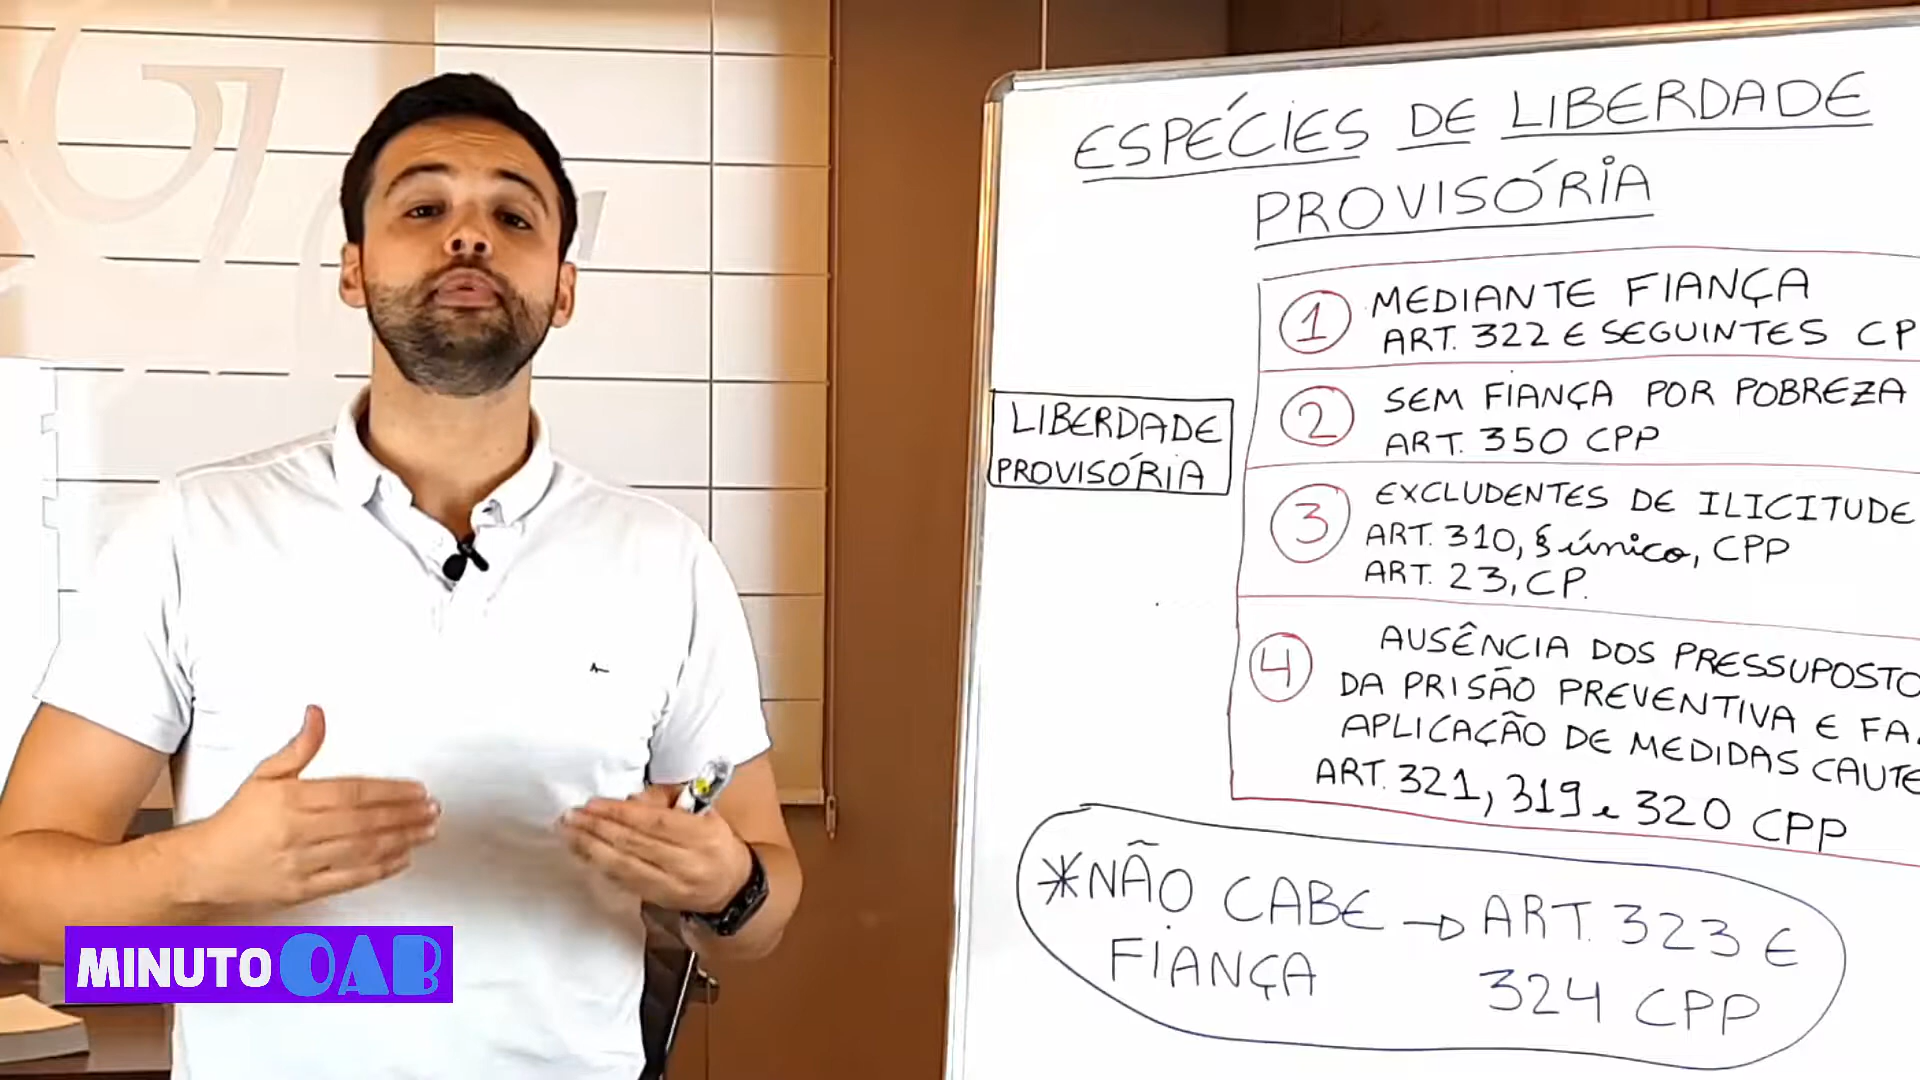 ESPÉCIES DE LIBERDADE
PROVISÓRIA
LIBERDADE
PROVISÓRIA
1 MEDIANTE FIANÇA
ART. 322 E SEGUINTES CP
2 SEM FIANÇA POR POBREZA
ART. 350 CPP
3 EXCLUDENTES DE ILICITUDE
ART. 310, § único, CPP
ART. 23, CP.
4 AUSÊNCIA DOS PRESSUPOSTO
DA PRISÃO PREVENTIVA E FA
APLICAÇÃO DE MEDIDAS CAUTE
ART. 321, 319 e 320 CPP
*NÃO CABE → ART. 323 E
FIANÇA 324 CPP
MINUTO OAB